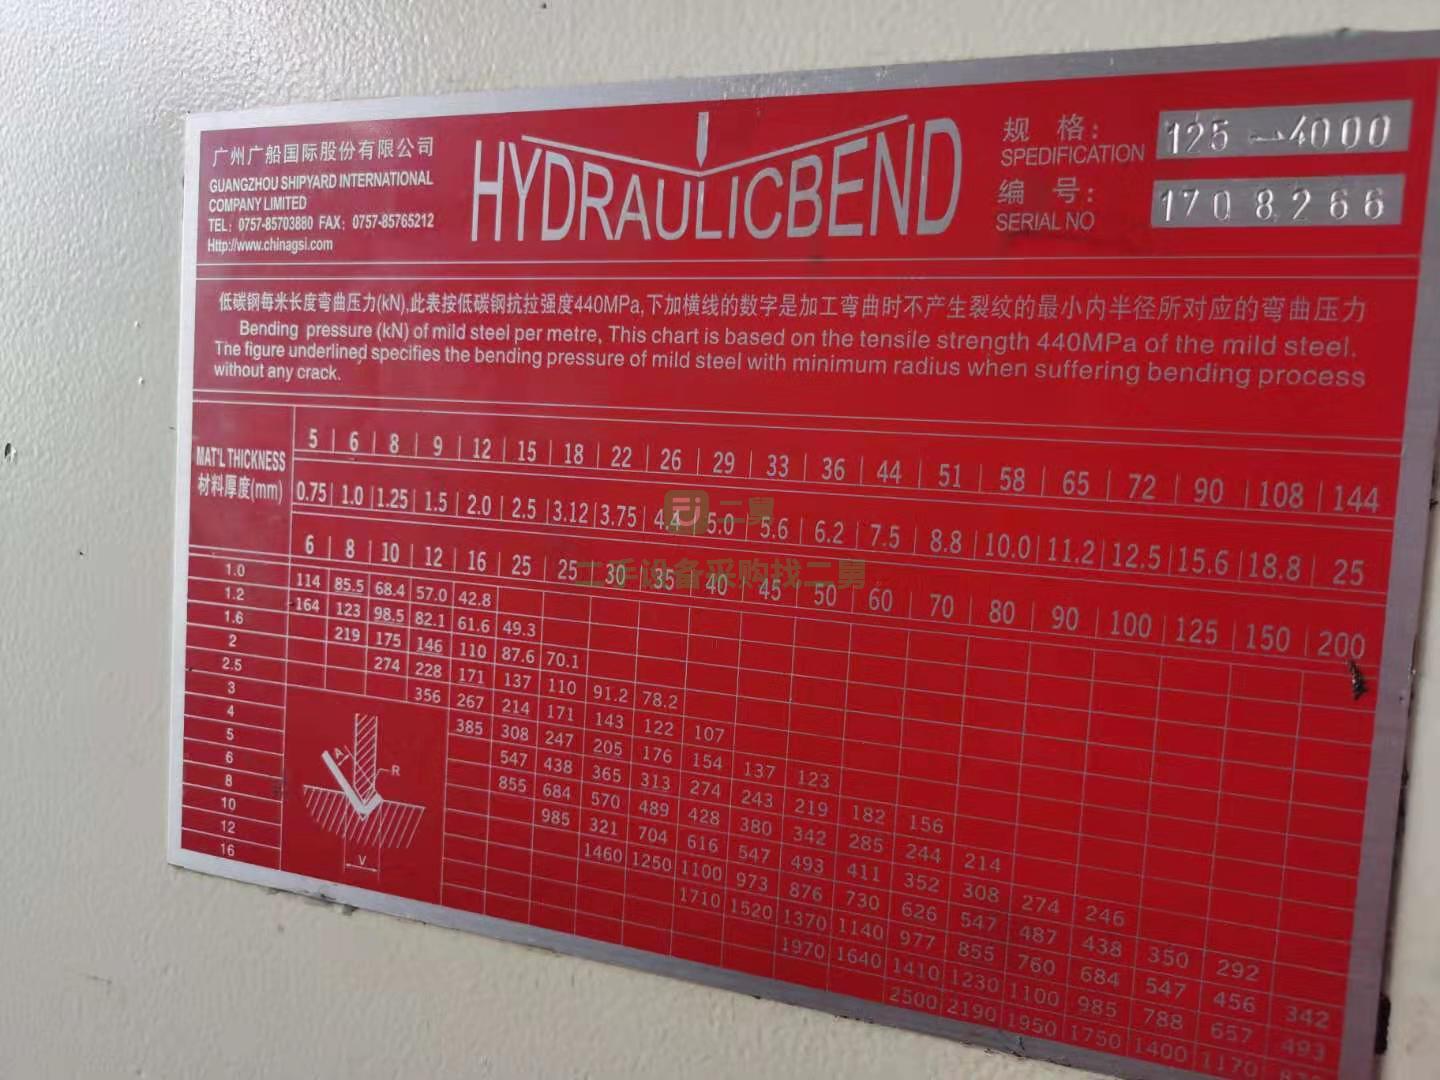 广州广船国际股份有限公司
GUANGZHOU SHIPYARD INTERNATIONAL
COMPANY LIMITED
TEL: 0757-85703880 FAX: 0757-85765212
Http://www.chinagsi.com
HYDRAULICBEND
规 格: 125-4000
SPEDIFICATION
编 号: 1708266
SERIAL NO
低碳钢每米长度弯曲压力(kN),此表按低碳钢抗拉强度440MPa,下加横线的数字是加工弯曲时不产生裂纹的最小内半径所对应的弯曲压力
Bending pressure (kN) of mild steel per metre, This chart is based on the tensile strength 440MPa of the mild steel.
The figure underlined specifies the bending pressure of mild steel with minimum radius when suffering bending process
without any crack.
MAT'L THICKNESS
材料厚度(mm)
5 6 8 9 12 15 18 22 26 29 33 36 44 51 58 65 72 90 108 144
0.75 1.0 1.25 1.5 2.0 2.5 3.12 3.75 4.4 5.0 5.6 6.2 7.5 8.8 10.0 11.2 12.5 15.6 18.8 25
6 8 10 12 16 25 25 30 35 40 45 50 60 70 80 90 100 125 150 200
1.0 114 85.5 68.4 57.0 42.8
1.2 164 123 98.5 82.1 61.6 49.3
1.6 219 175 146 110 87.6 70.1
2 274 228 171 137 110 91.2 78.2
2.5 356 267 214 171 143 122 107
3 385 308 247 205 176 154 137 123
4 547 438 365 313 274 243 219 182 156
5 855 684 570 489 428 380 342 285 244 214
6 985 321 704 616 547 493 411 352 308 274 246
8 1460 1250 1100 973 876 730 626 547 487 438 350 292
10 1710 1520 1370 1140 977 855 760 684 547 456 342
12 1970 1640 1410 1230 1100 985 788 657 493
16 2500 2190 1950 1750 1400 1170
A
R
V
二舅
二手设备采购找二舅